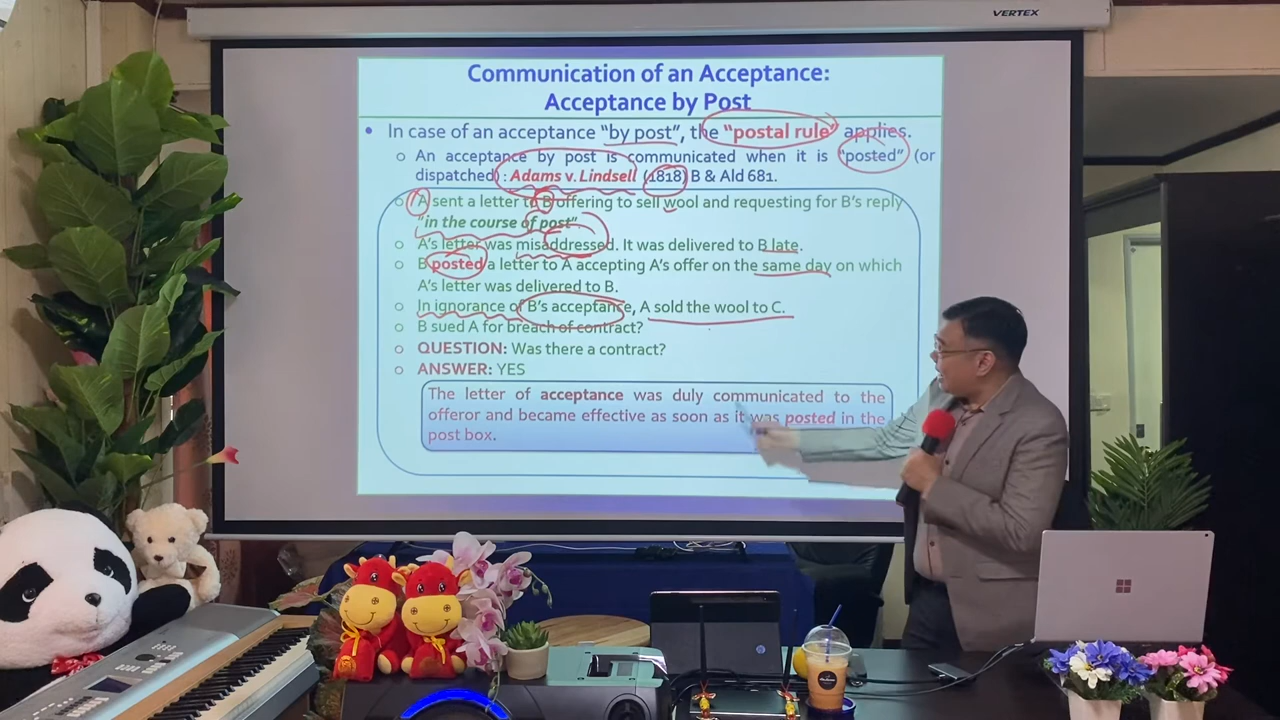 VERTEX
Communication of an Acceptance:
Acceptance by Post
• In case of an acceptance "by post", the "postal rule" applies.
o An acceptance by post is communicated when it is "posted" (or
dispatched) : Adams v. Lindsell (1818) B & Ald 681.
o A sent a letter to B offering to sell wool and requesting for B's reply
"in the course of post"
o A's letter was misaddressed. It was delivered to B late.
o B posted a letter to A accepting A's offer on the same day on which
A's letter was delivered to B.
o In ignorance of B's acceptance, A sold the wool to C.
o B sued A for breach of contract?
o QUESTION: Was there a contract?
o ANSWER: YES
The letter of acceptance was duly communicated to the
offeror and became effective as soon as it was posted in the
post box.